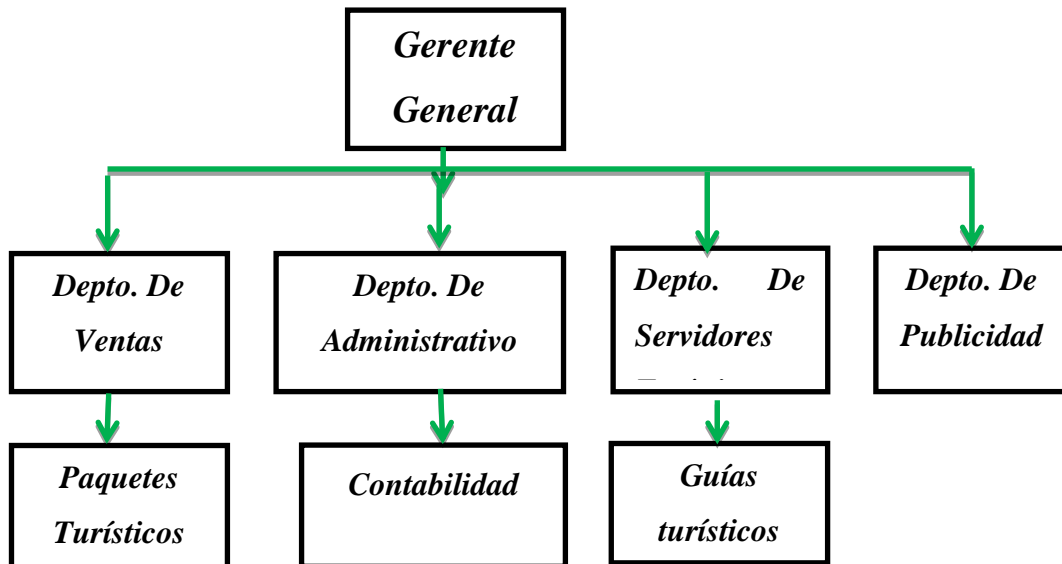 Gerente
General
Depto. De
Ventas
Depto. De
Administrativo
Depto. De
Servidores
Depto. De
Publicidad
Paquetes
Turísticos
Contabilidad
Guías
turísticos